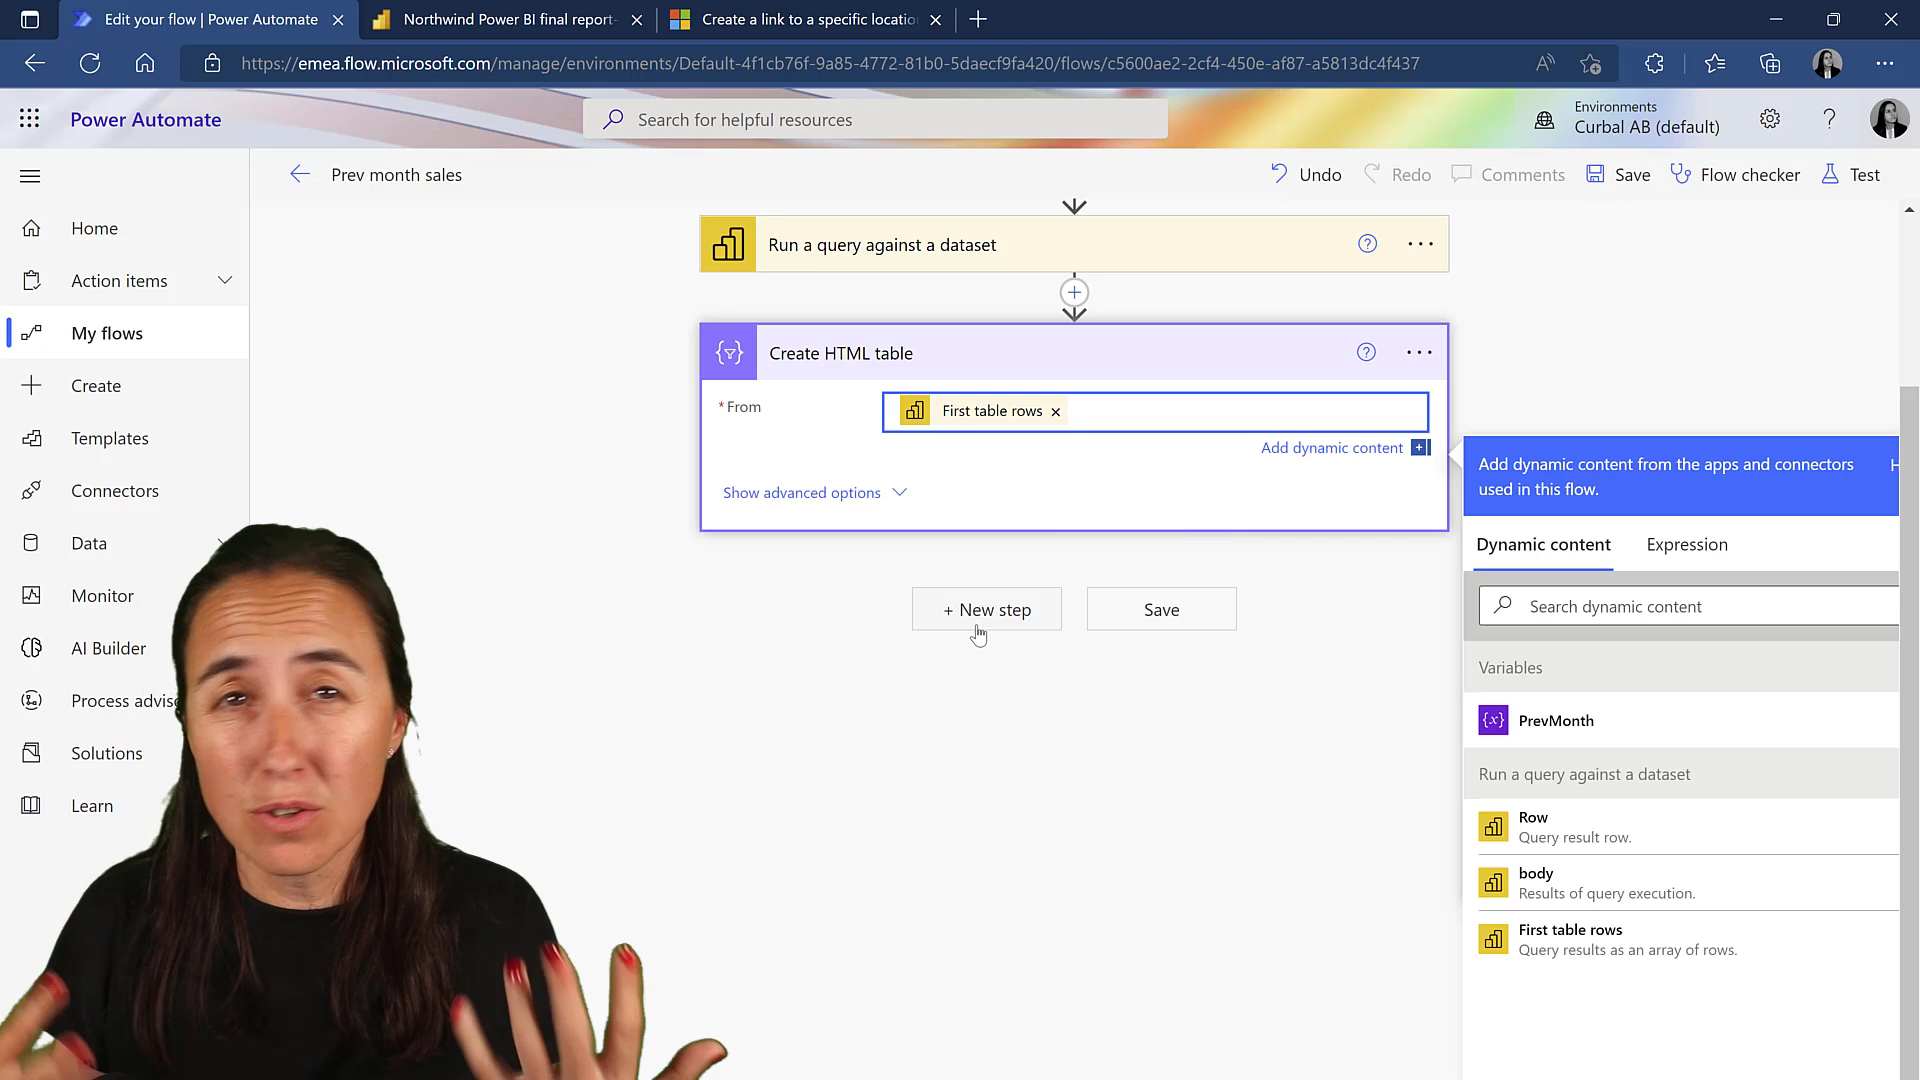 Edit your flow | Power Automate
Northwind Power BI final report-
Create a link to a specific locatio
https://emea.flow.microsoft.com/manage/environments/Default-4f1cb76f-9a85-4772-81b0-5daecf9fa420/flows/c5600ae2-2cf4-450e-af87-a5813dc4f437
Power Automate
Search for helpful resources
Environments
Curbal AB (default)
Prev month sales
Undo
Redo
Comments
Save
Flow checker
Test
Home
Action items
My flows
Create
Templates
Connectors
Data
Monitor
AI Builder
Process adviso
Solutions
Learn
Run a query against a dataset
Create HTML table
* From
First table rows
Add dynamic content
Show advanced options
+ New step
Save
Add dynamic content from the apps and connectors
used in this flow.
H
Dynamic content
Expression
Search dynamic content
Variables
PrevMonth
Run a query against a dataset
Row
Query result row.
body
Results of query execution.
First table rows
Query results as an array of rows.